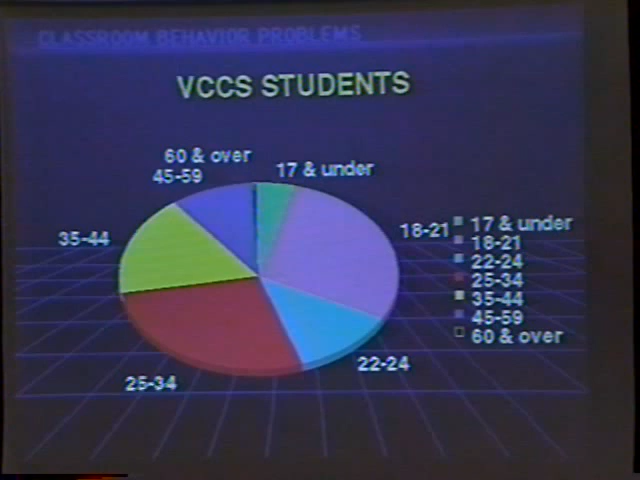 CLASSROOM BEHAVIOR PROBLEMS
VCCS STUDENTS
60 & over
17 & under
45-59
35-44
18-21
25-34
22-24
17 & under
18-21
22-24
25-34
35-44
45-59
60 & over